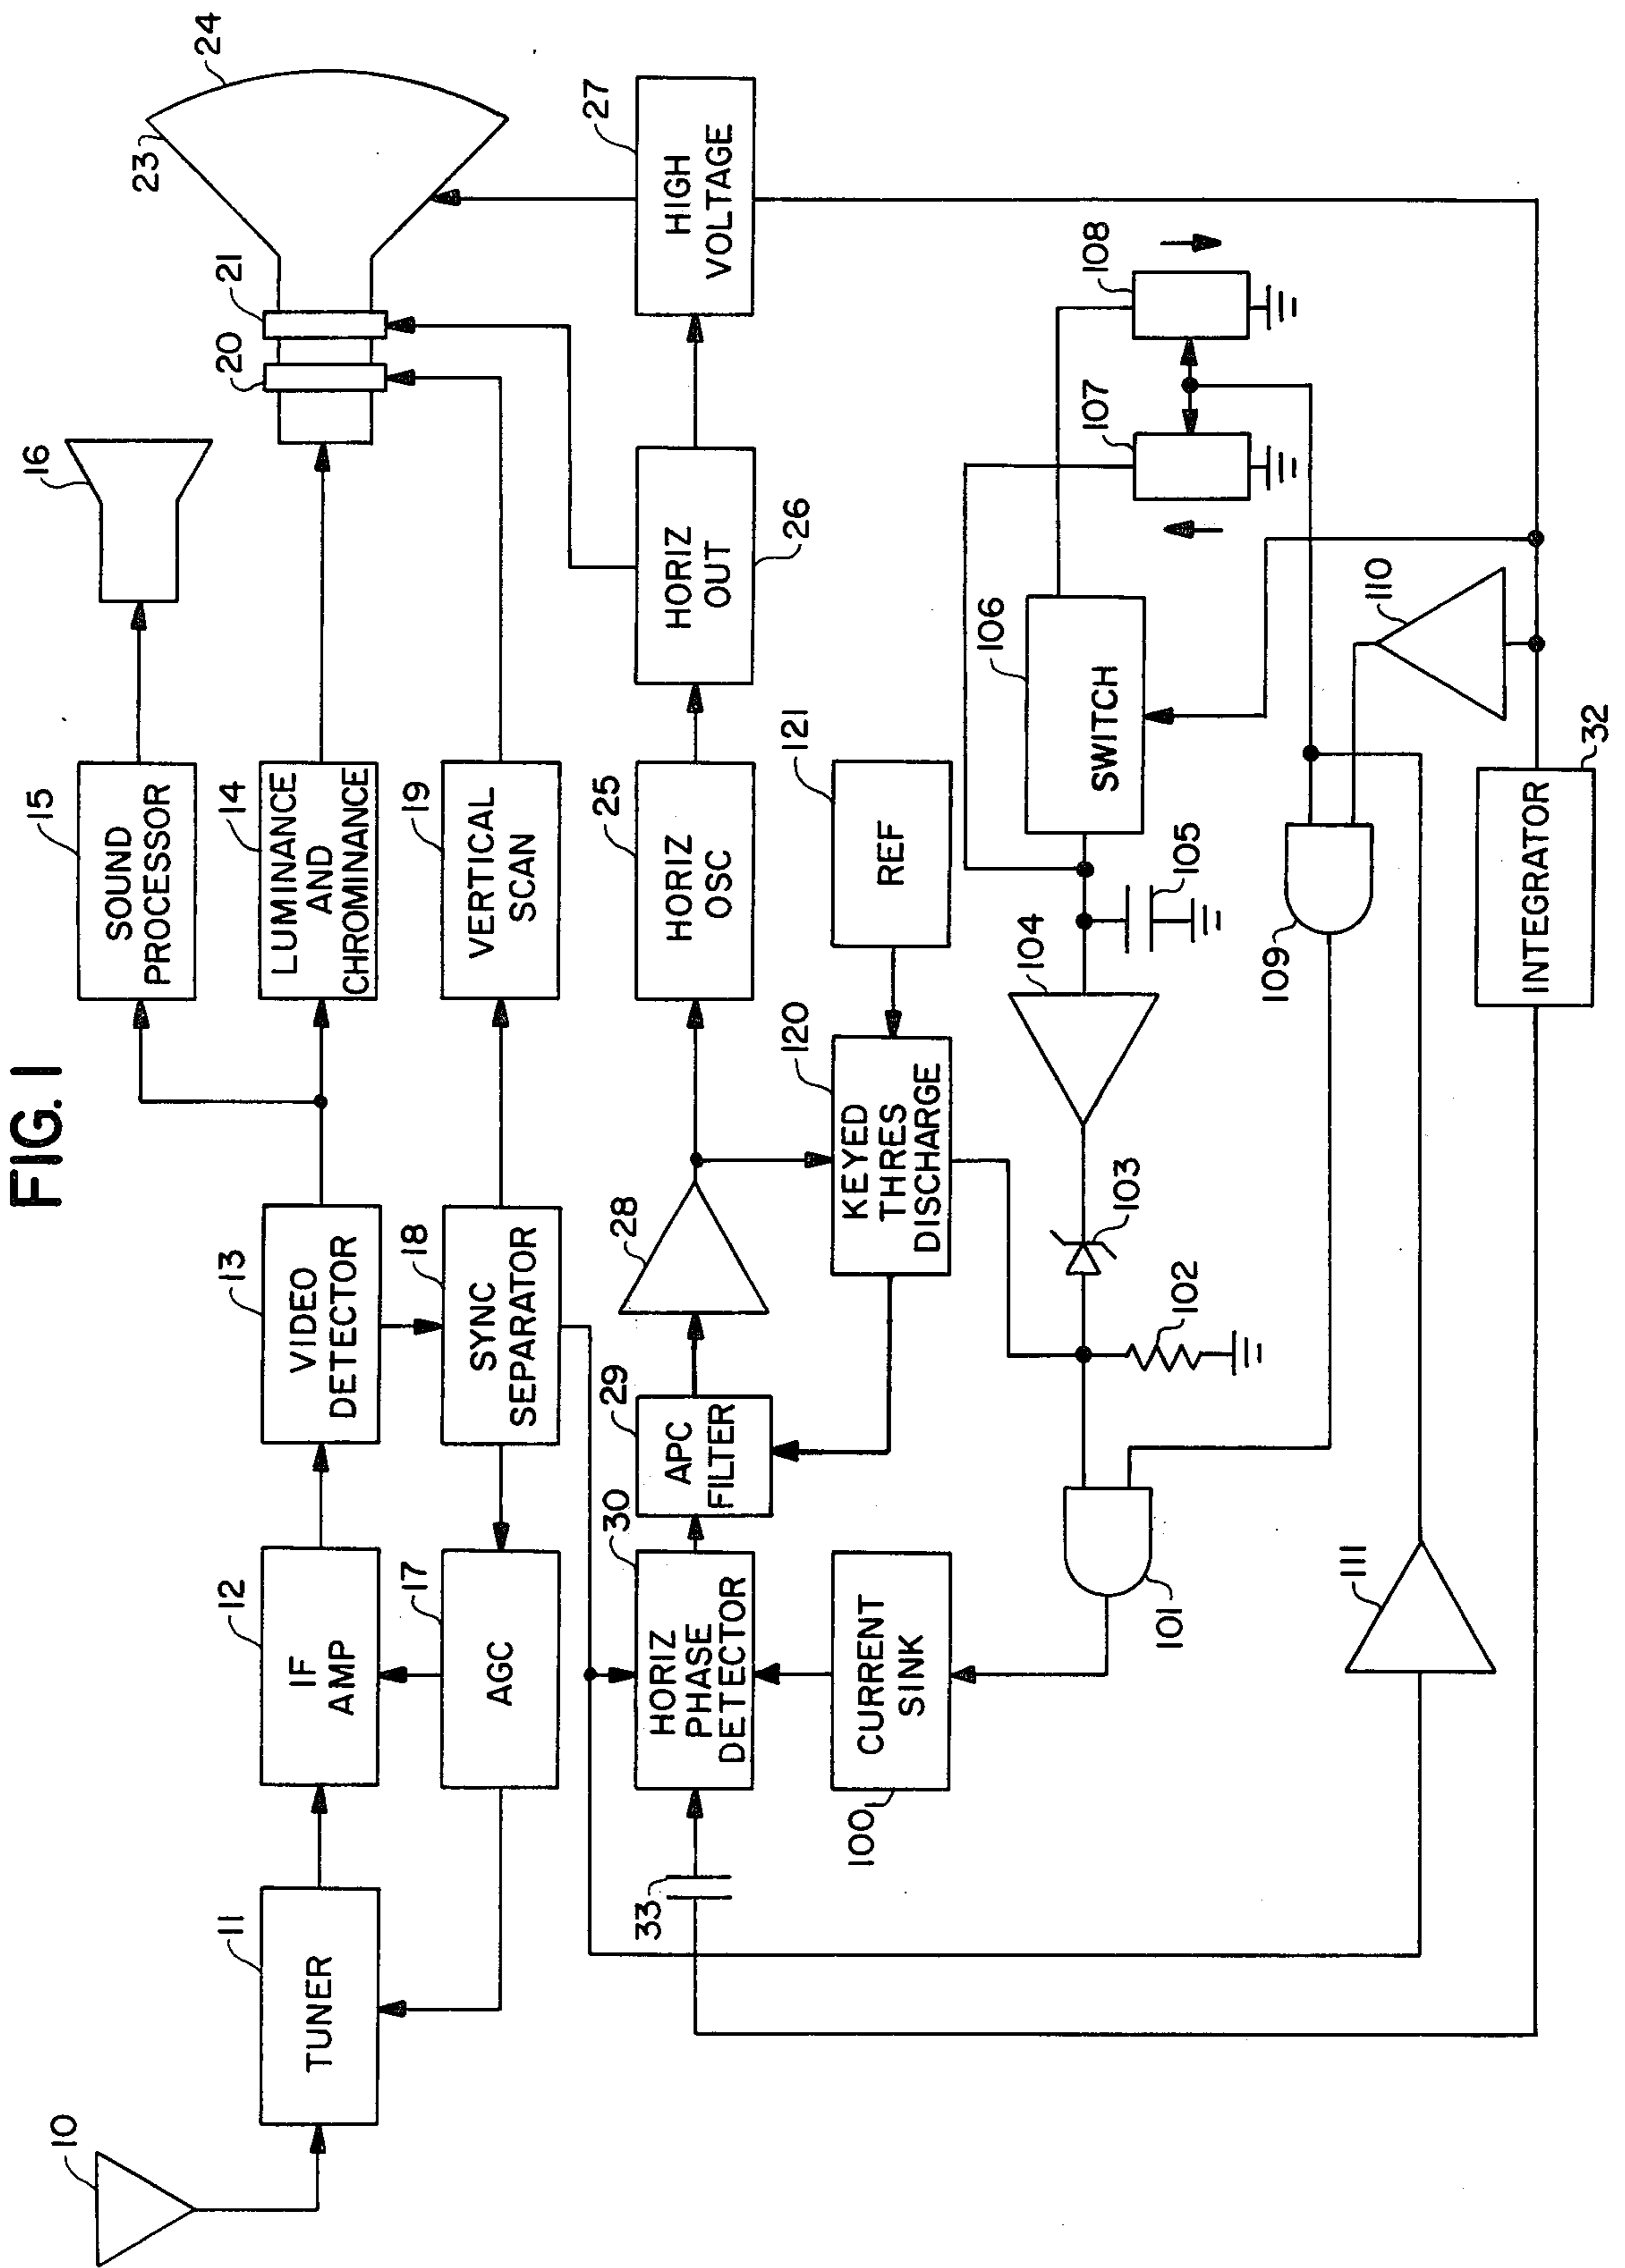 FIG. 1
10
11
TUNER
12
IF
AMP
13
VIDEO
DETECTOR
15
SOUND
PROCESSOR
16
14
LUMINANCE
AND
CHROMINANCE
17
AGC
18
SYNC
SEPARATOR
19
VERTICAL
SCAN
20
21
23
24
33
30
HORIZ
PHASE
DETECTOR
29
APC
FILTER
28
25
HORIZ
OSC
26
HORIZ
OUT
27
HIGH
VOLTAGE
100
CURRENT
SINK
120
KEYED
THRES
DISCHARGE
121
REF
101
102
103
104
105
106
SWITCH
107
108
109
110
111
32
INTEGRATOR